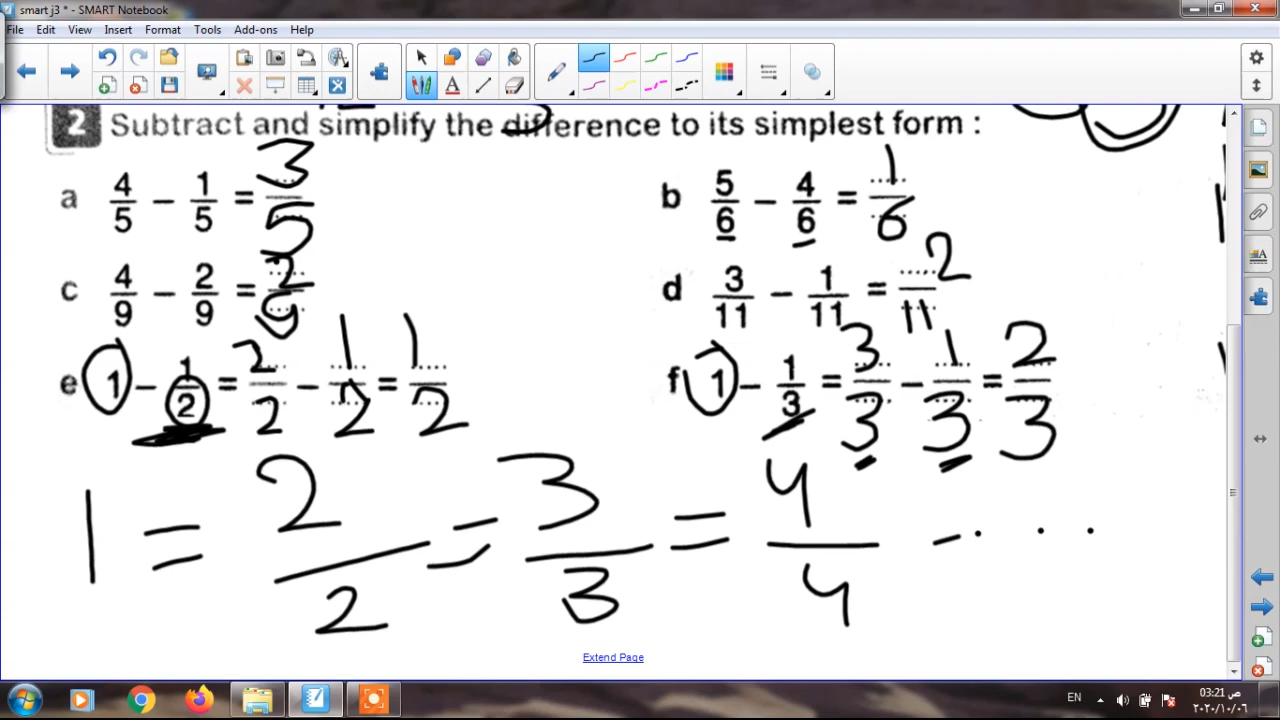 smart j3 * - SMART Notebook
File Edit View Insert Format Tools Add-ons Help
2 Subtract and simplify the difference to its simplest form :
a 4/5 − 1/5 = 3/5
b 5/6 − 4/6 = 1/6
c 4/9 − 2/9 = 2/9
d 3/11 − 1/11 = 2/11
e 1 − 1/2 = 2/2 − 1/2 = 1/2
f 1 − 1/3 = 3/3 − 1/3 = 2/3
1 = 2/2 = 3/3 = 4/4 - . . .
Extend Page
EN
03:21 ص
٢٠٢٠/١٠/٠٦